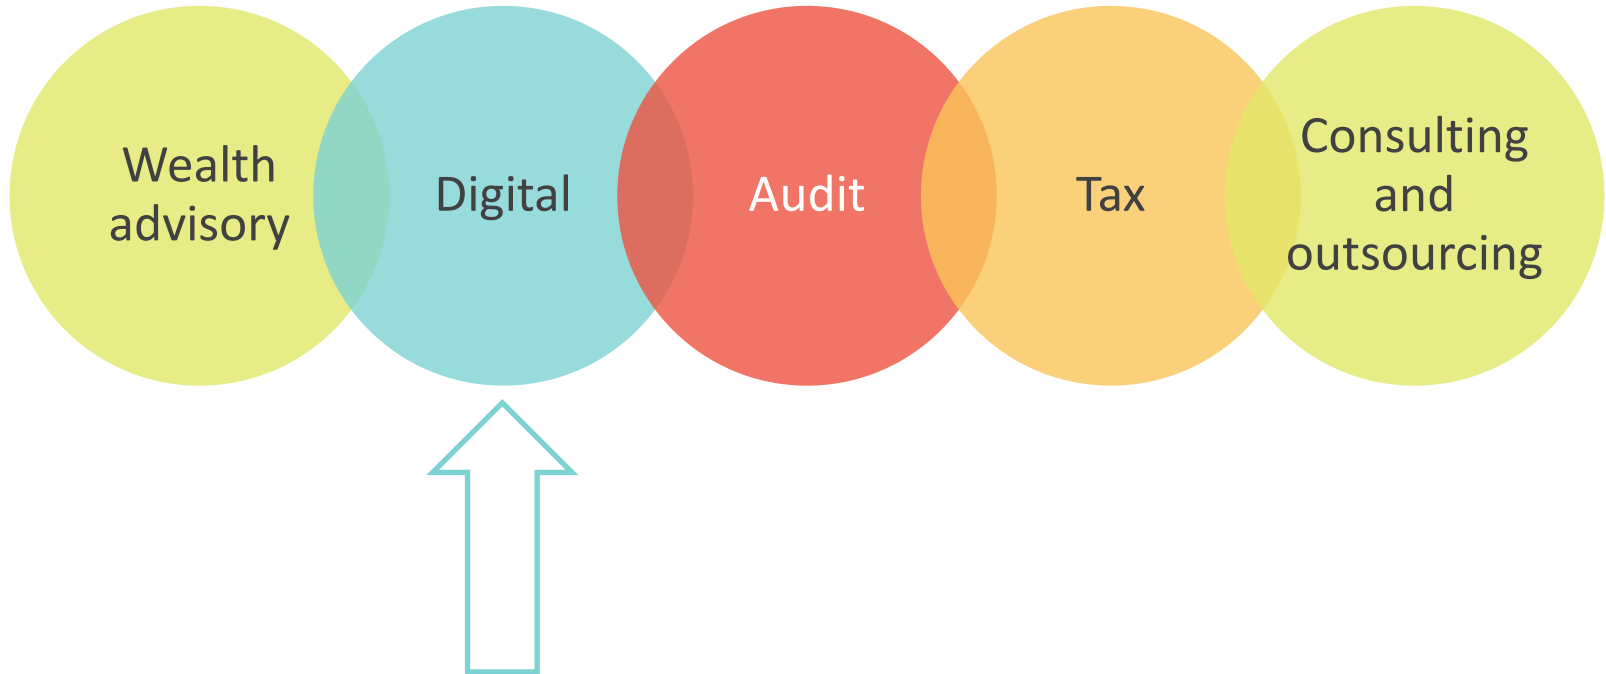 Wealth
advisory
Digital
Audit
Tax
Consulting
and
outsourcing